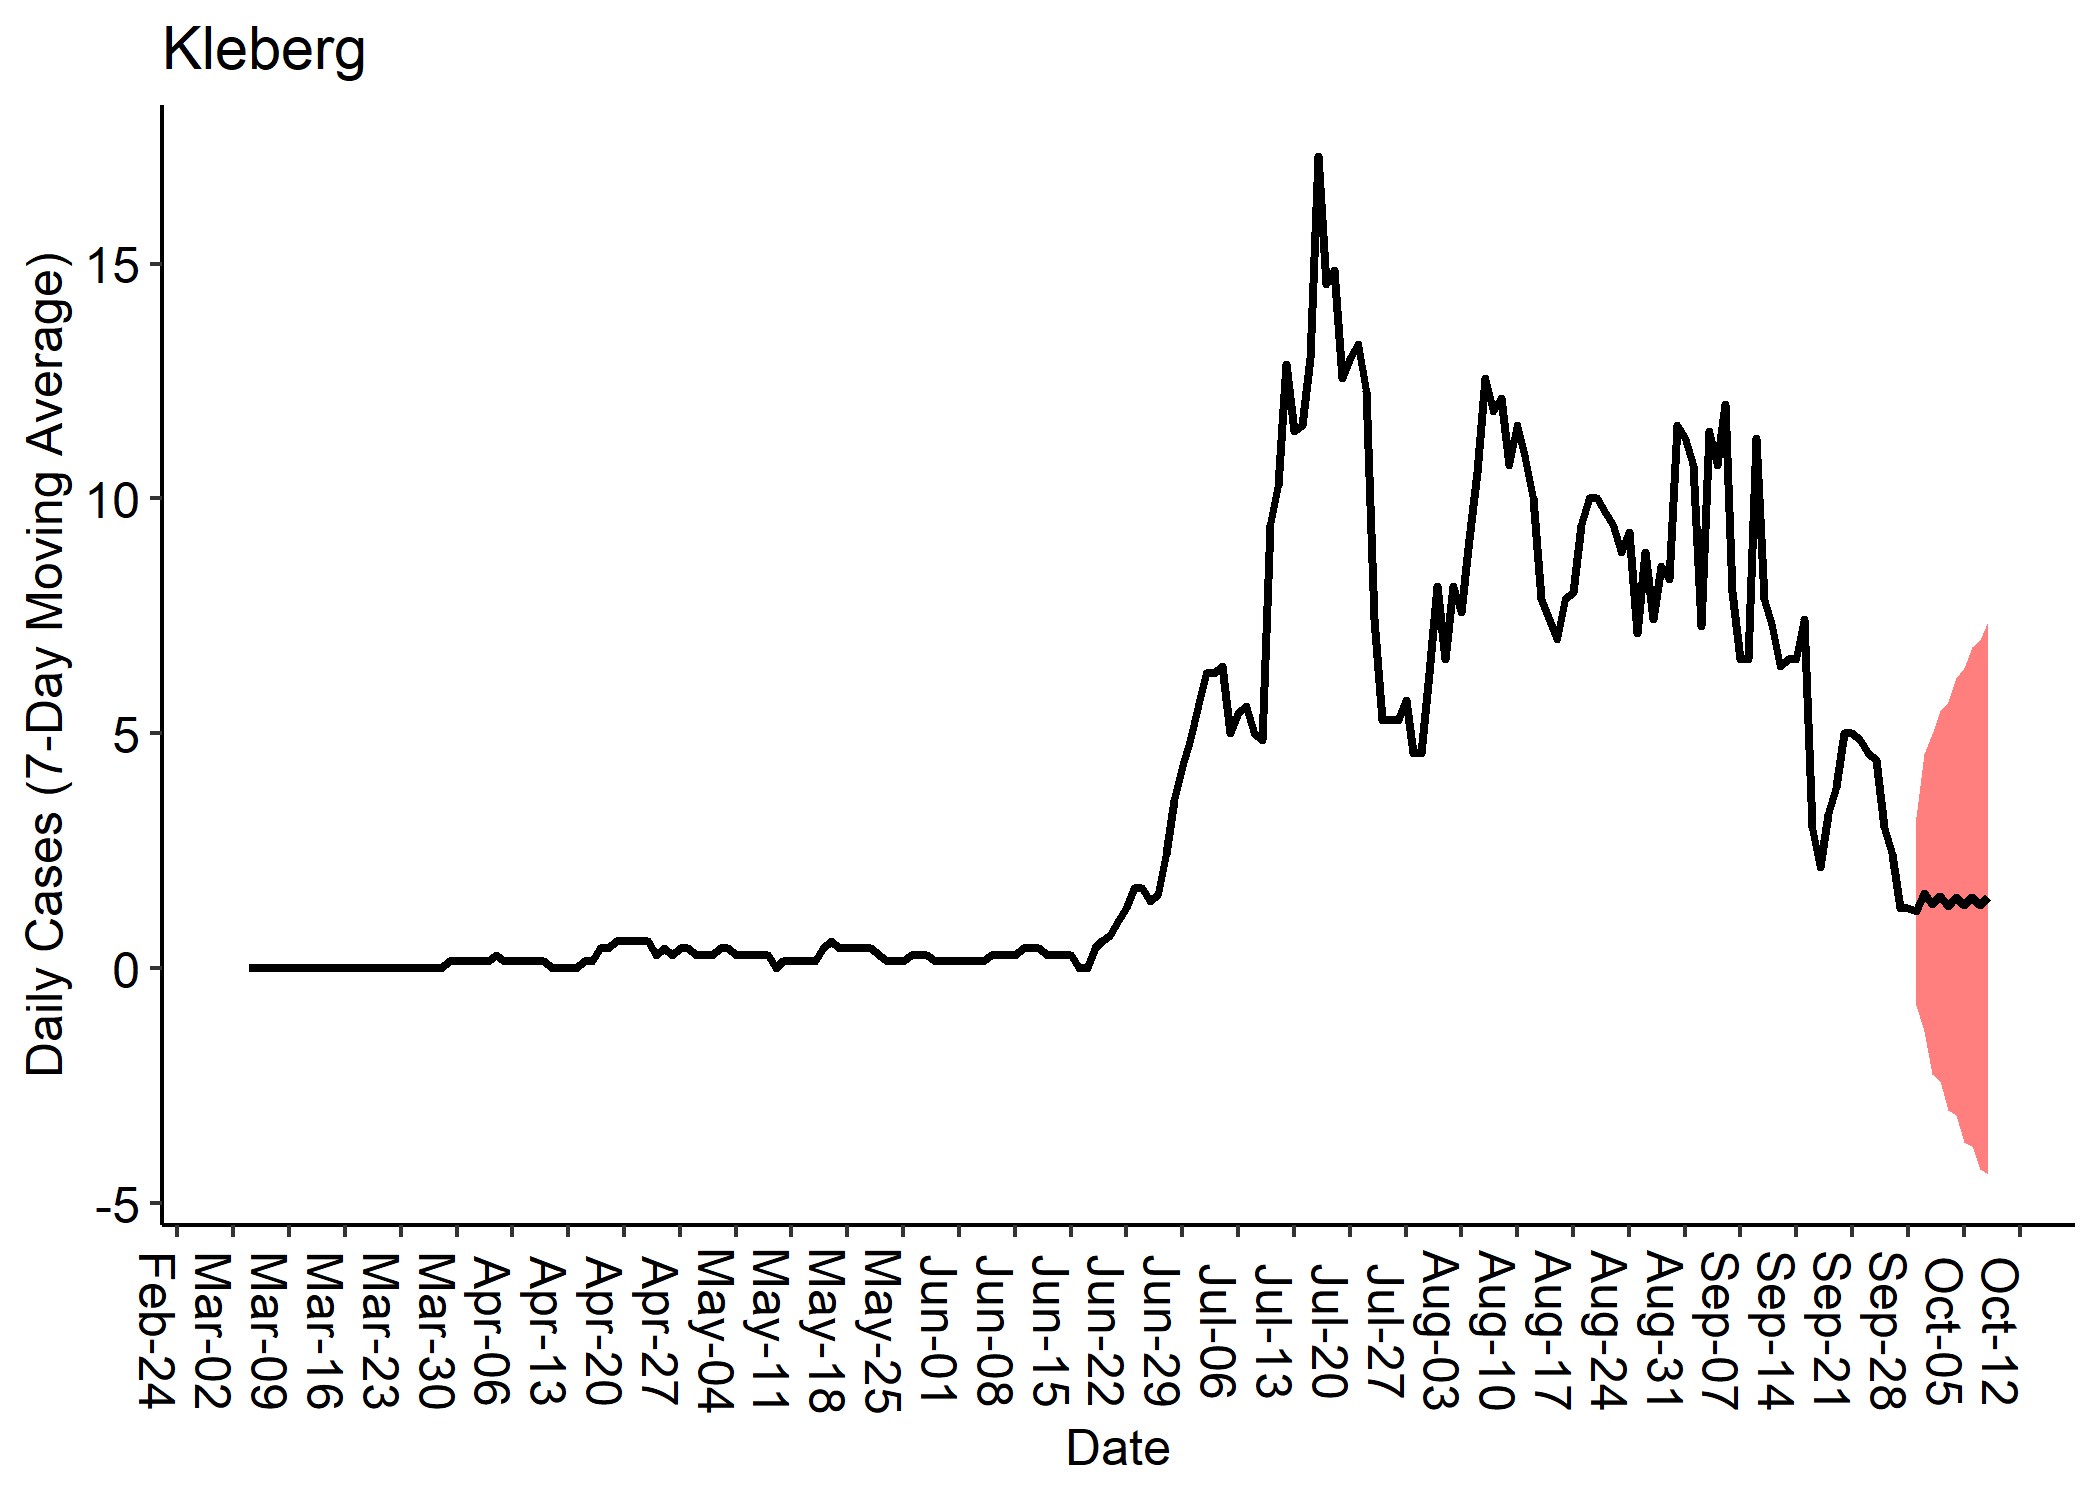 Kleberg
Daily Cases (7-Day Moving Average)
15
10
5
0
-5
Feb-24
Mar-02
Mar-09
Mar-16
Mar-23
Mar-30
Apr-06
Apr-13
Apr-20
Apr-27
May-04
May-11
May-18
May-25
Jun-01
Jun-08
Jun-15
Jun-22
Jun-29
Jul-06
Jul-13
Jul-20
Jul-27
Aug-03
Aug-10
Aug-17
Aug-24
Aug-31
Sep-07
Sep-14
Sep-21
Sep-28
Oct-05
Oct-12
Date